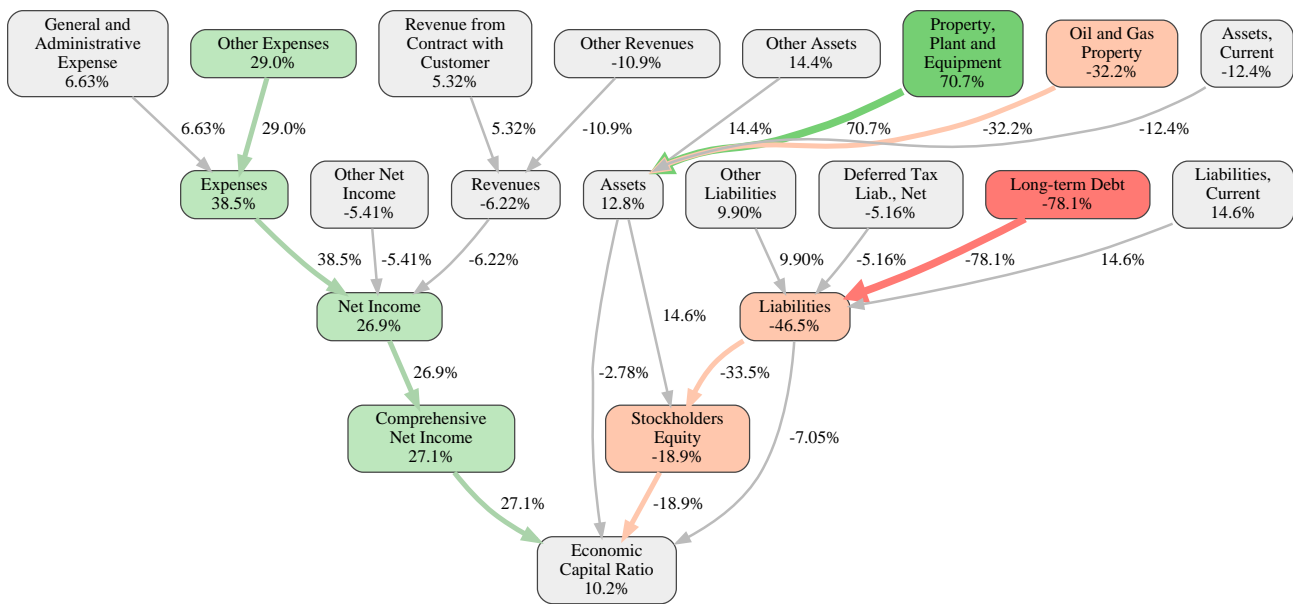 General and
Administrative
Expense
6.63%
Other Expenses
29.0%
Revenue from
Contract with
Customer
5.32%
Other Revenues
-10.9%
Other Assets
14.4%
Property,
Plant and
Equipment
70.7%
Oil and Gas
Property
-32.2%
Assets,
Current
-12.4%
6.63%
29.0%
5.32%
-10.9%
14.4%
70.7%
-32.2%
-12.4%
Expenses
38.5%
Other Net
Income
-5.41%
Revenues
-6.22%
Assets
12.8%
Other
Liabilities
9.90%
Deferred Tax
Liab., Net
-5.16%
Long-term Debt
-78.1%
Liabilities,
Current
14.6%
38.5%
-5.41%
-6.22%
9.90%
-5.16%
-78.1%
14.6%
Net Income
26.9%
14.6%
Liabilities
-46.5%
26.9%
-2.78%
-33.5%
Comprehensive
Net Income
27.1%
Stockholders
Equity
-18.9%
-7.05%
27.1%
-18.9%
Economic
Capital Ratio
10.2%